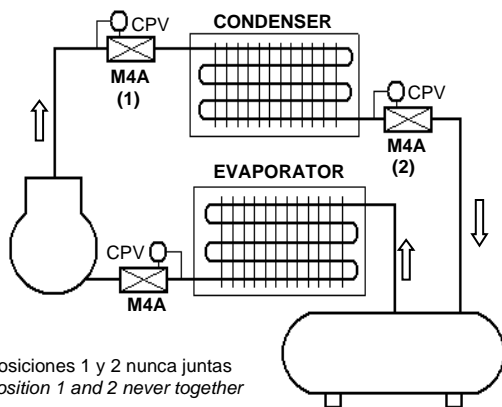 CPV
CONDENSER
M4A
(1)
CPV
M4A
(2)
EVAPORATOR
CPV
M4A
osiciones 1 y 2 nunca juntas
osition 1 and 2 never together